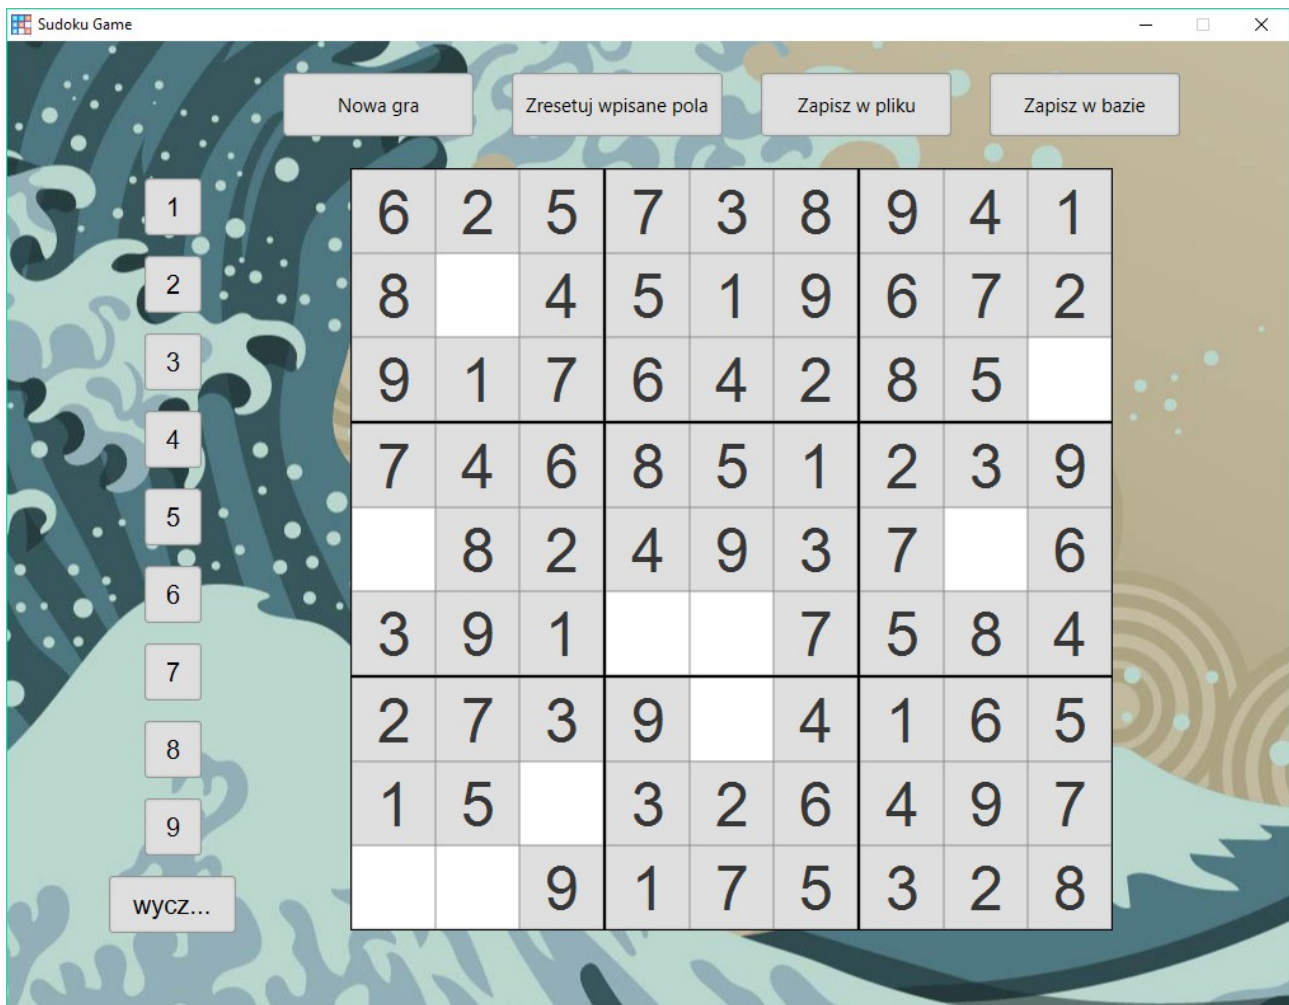 Sudoku Game
Nowa gra Zresetuj wpisane pola Zapisz w pliku Zapisz w bazie
1
2
3
4
5
6
7
8
9
wycz...
6 2 5 7 3 8 9 4 1
8 4 5 1 9 6 7 2
9 1 7 6 4 2 8 5
7 4 6 8 5 1 2 3 9
8 2 4 9 3 7 6
3 9 1 7 5 8 4
2 7 3 9 4 1 6 5
1 5 3 2 6 4 9 7
9 1 7 5 3 2 8